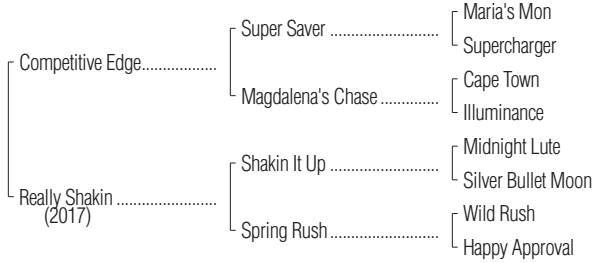 Maria's Mon
Super Saver ....................
Supercharger
Competitive Edge..................
Cape Town
Magdalena's Chase ..............
Illuminance
Midnight Lute
Shakin It Up ....................
Silver Bullet Moon
Really Shakin ........................
(2017)
Wild Rush
Spring Rush......................
Happy Approval